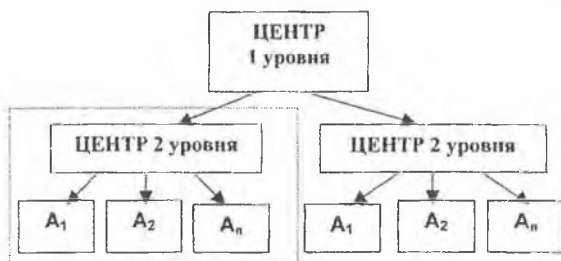 ЦЕНТР
1 уровня
ЦЕНТР 2 уровня
ЦЕНТР 2 уровня
A₁
A₂
Aₙ
A₁
A₂
Aₙ